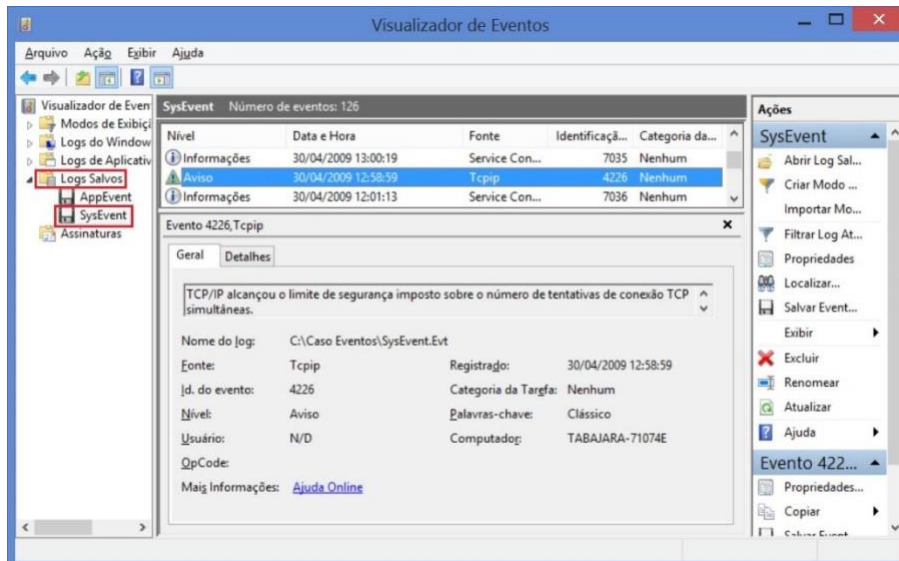 Visualizador de Eventos
Arquivo Ação Exibir Ajuda
Visualizador de Even
Modos de Exibiçã
Logs do Window
Logs de Aplicativ
Logs Salvos
AppEvent
SysEvent
Assinaturas
SysEvent Número de eventos: 126
Nível Data e Hora Fonte Identificaçã... Categoria da...
Informações 30/04/2009 13:00:19 Service Con... 7035 Nenhum
Aviso 30/04/2009 12:58:59 Tcpip 4226 Nenhum
Informações 30/04/2009 12:01:13 Service Con... 7036 Nenhum
Evento 4226,Tcpip
Geral Detalhes
TCP/IP alcançou o limite de segurança imposto sobre o número de tentativas de conexão TCP
simultâneas.
Nome do log: C:\Caso Eventos\SysEvent.Evt
Fonte: Tcpip Registrado: 30/04/2009 12:58:59
Id. do evento: 4226 Categoria da Tarefa: Nenhum
Nível: Aviso Palavras-chave: Clássico
Usuário: N/D Computador: TABAJARA-71074E
OpCode:
Mais Informações: Ajuda Online
Ações
SysEvent
Abrir Log Sal...
Criar Modo ...
Importar Mo...
Filtrar Log At...
Propriedades
Localizar...
Salvar Event...
Exibir
Excluir
Renomear
Atualizar
Ajuda
Evento 422...
Propriedades...
Copiar
Salvar Event